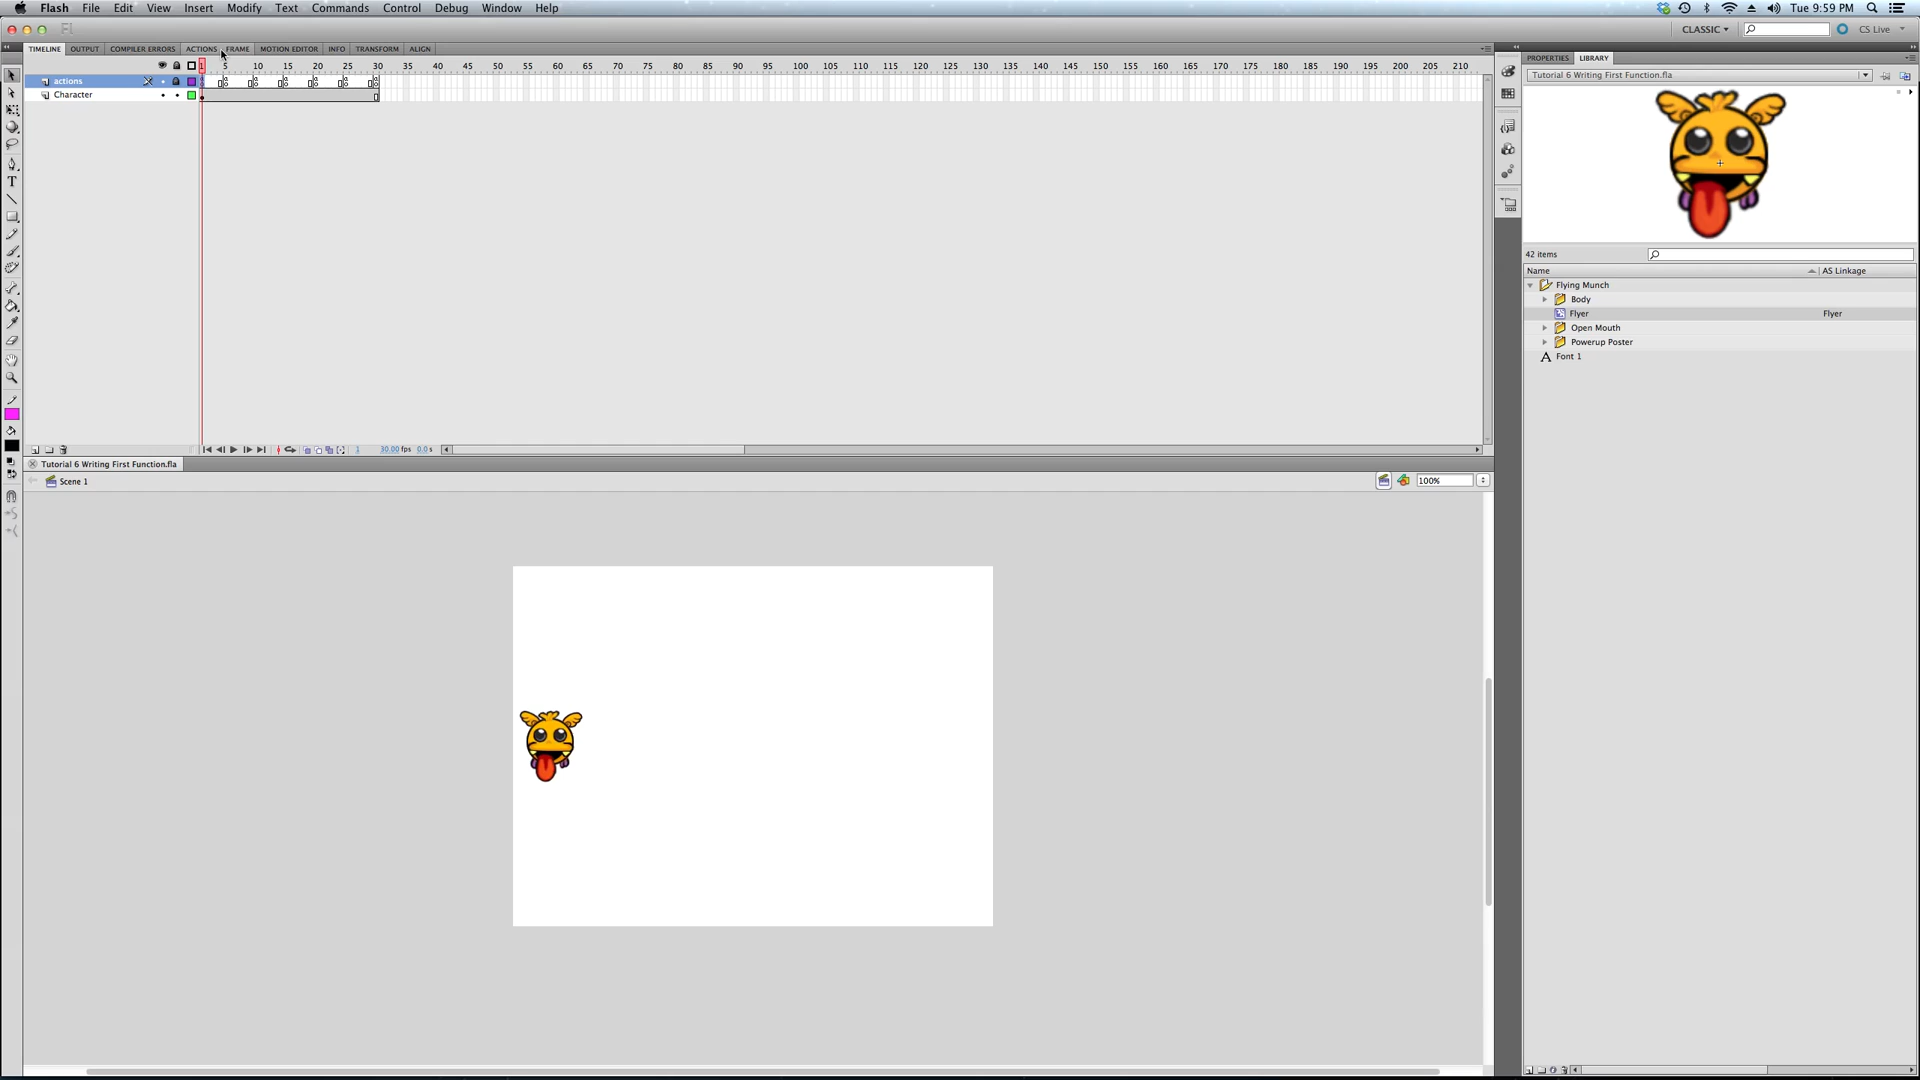 Flash File Edit View Insert Modify Text Commands Control Debug Window Help Tue 9:59 PM
Fl CLASSIC CS Live
TIMELINE OUTPUT COMPILER ERRORS ACTIONS - FRAME MOTION EDITOR INFO TRANSFORM ALIGN
PROPERTIES LIBRARY
1 5 10 15 20 25 30 35 40 45 50 55 60 65 70 75 80 85 90 95 100 105 110 115 120 125 130 135 140 145 150 155 160 165 170 175 180 185 190 195 200 205 210
Tutorial 6 Writing First Function.fla
actions
Character
42 items
Name AS Linkage
Flying Munch
Body
Flyer Flyer
Open Mouth
Powerup Poster
A Font 1
1 30.00 fps 0.0 s
Tutorial 6 Writing First Function.fla
Scene 1 100%